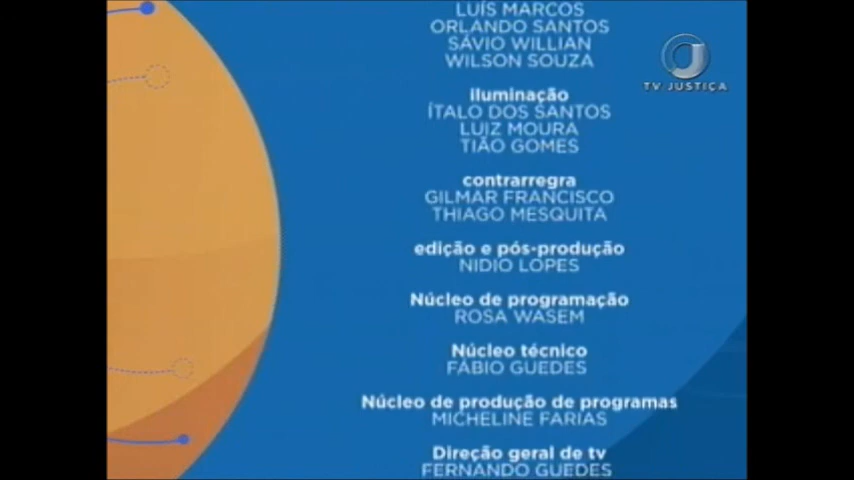 LUÍS MARCOS
ORLANDO SANTOS
SÁVIO WILLIAN
WILSON SOUZA
TV JUSTIÇA
iluminação
ÍTALO DOS SANTOS
LUIZ MOURA
TIÃO GOMES
contrarregra
GILMAR FRANCISCO
THIAGO MESQUITA
edição e pós-produção
NIDIO LOPES
Núcleo de programação
ROSA WASEM
Núcleo técnico
FÁBIO GUEDES
Núcleo de produção de programas
MICHELINE FARIAS
Direção geral de tv
FERNANDO GUEDES